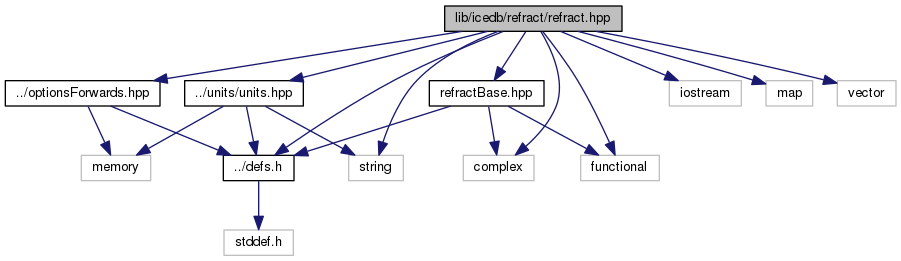 lib/icedb/refract/refract.hpp
../optionsForwards.hpp
../units/units.hpp
refractBase.hpp
iostream
map
vector
memory
../defs.h
string
complex
functional
stddef.h